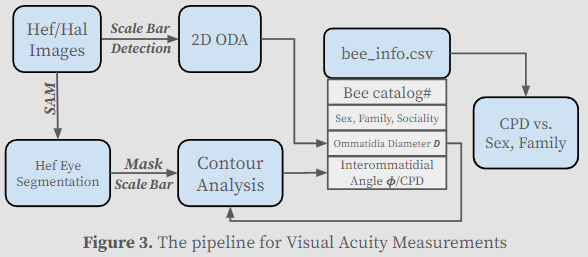 Hef/Hal
Images
Scale Bar
Detection
2D ODA
bee_info.csv
Bee catalog#
Sex, Family, Sociality
Ommatidia Diameter D
Interommatidial
Angle ϕ/CPD
CPD vs.
Sex, Family
SAM
Hef Eye
Segmentation
Mask
Scale Bar
Contour
Analysis
Figure 3. The pipeline for Visual Acuity Measurements